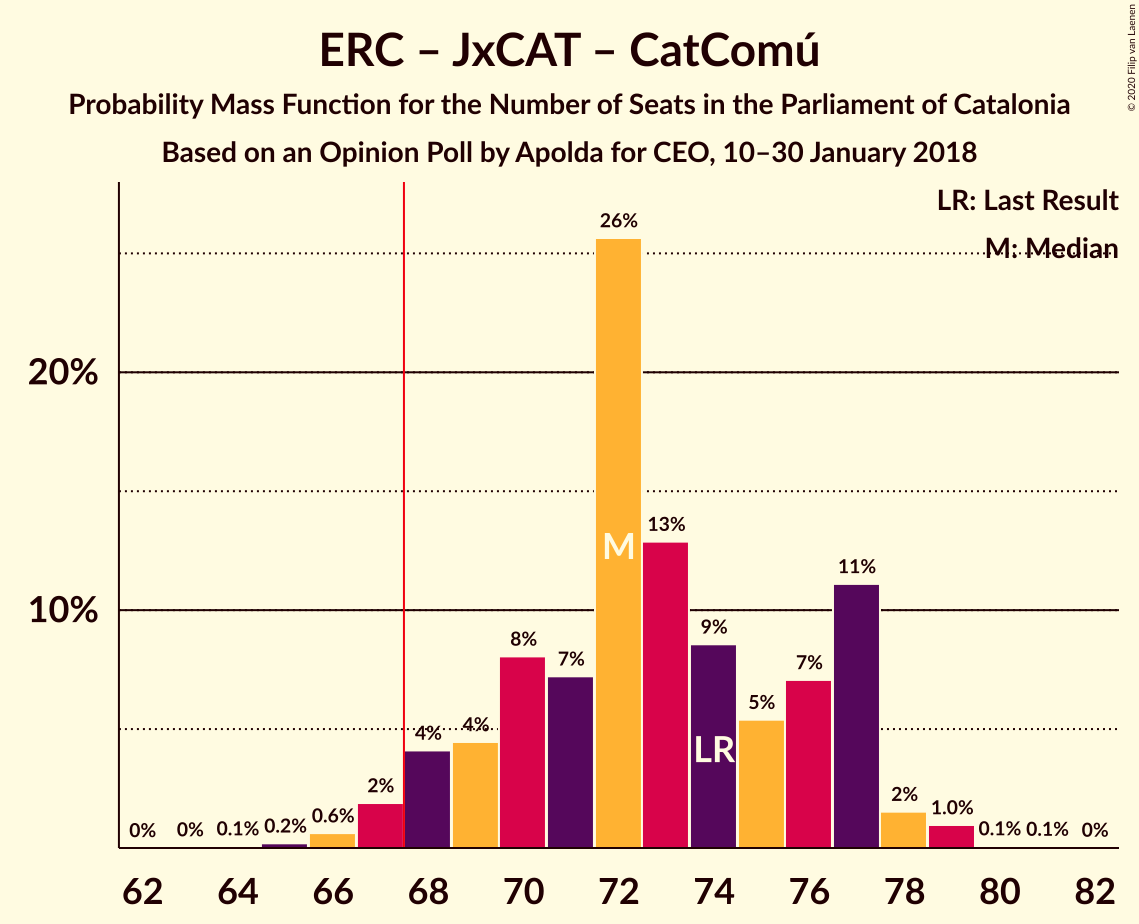 ERC – JxCAT – CatComú
Probability Mass Function for the Number of Seats in the Parliament of Catalonia
Based on an Opinion Poll by Apolda for CEO, 10–30 January 2018
© 2020 Filip van Laenen
LR: Last Result
M: Median
20%
10%
0%
0%
0.1%
0.2%
0.6%
2%
4%
4%
8%
7%
26%
13%
9%
5%
7%
11%
2%
1.0%
0.1%
0.1%
0%
M
LR
62 64 66 68 70 72 74 76 78 80 82